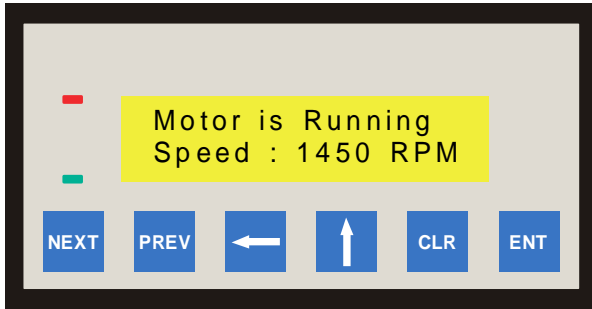 Motor is Running
Speed : 1450 RPM
NEXT PREV CLR ENT